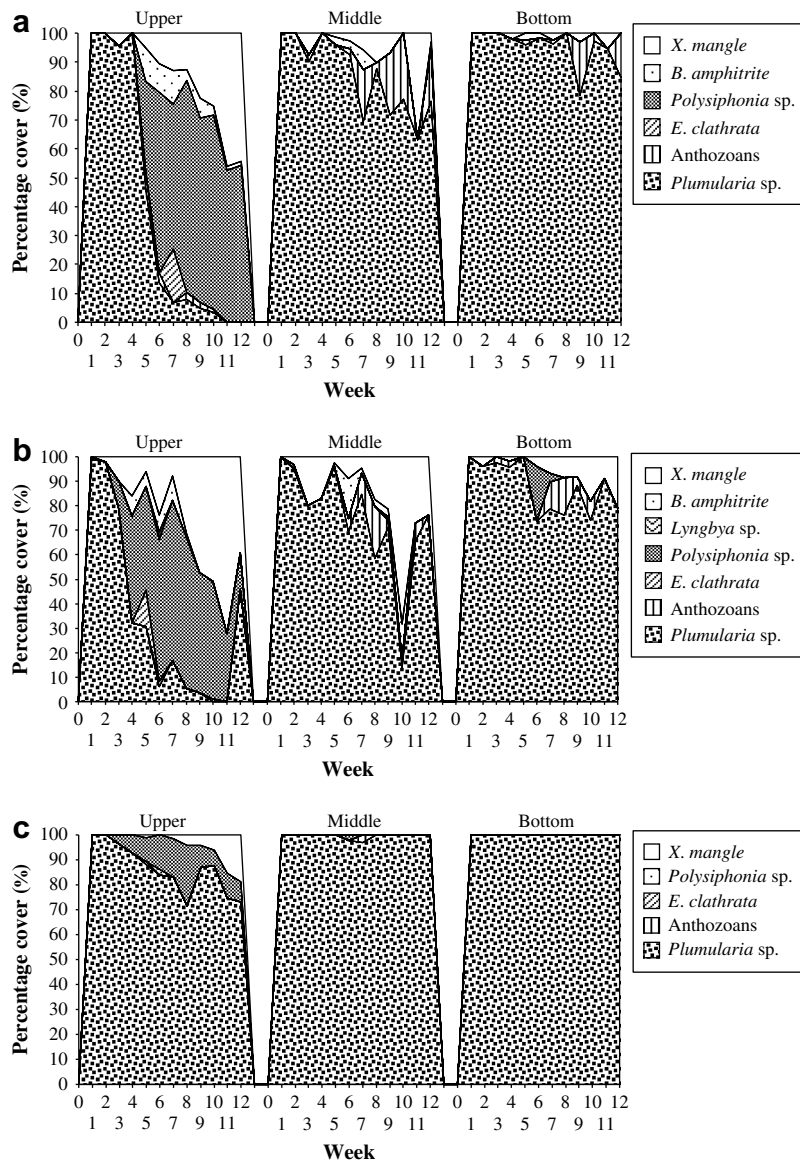 a
Upper Middle Bottom
Percentage cover (%)
100
90
80
70
60
50
40
30
20
10
0
0 2 4 6 8 10 12 0 2 4 6 8 10 12 0 2 4 6 8 10 12
1 3 5 7 9 11 1 3 5 7 9 11 1 3 5 7 9 11
Week
X. mangle
B. amphitrite
Polysiphonia sp.
E. clathrata
Anthozoans
Plumularia sp.
b
Upper Middle Bottom
Percentage cover (%)
100
90
80
70
60
50
40
30
20
10
0
0 2 4 6 8 10 12 0 2 4 6 8 10 12 0 2 4 6 8 10 12
1 3 5 7 9 11 1 3 5 7 9 11 1 3 5 7 9 11
Week
X. mangle
B. amphitrite
Lyngbya sp.
Polysiphonia sp.
E. clathrata
Anthozoans
Plumularia sp.
c
Upper Middle Bottom
Percentage cover (%)
100
90
80
70
60
50
40
30
20
10
0
0 2 4 6 8 10 12 0 2 4 6 8 10 12 0 2 4 6 8 10 12
1 3 5 7 9 11 1 3 5 7 9 11 1 3 5 7 9 11
Week
X. mangle
Polysiphonia sp.
E. clathrata
Anthozoans
Plumularia sp.